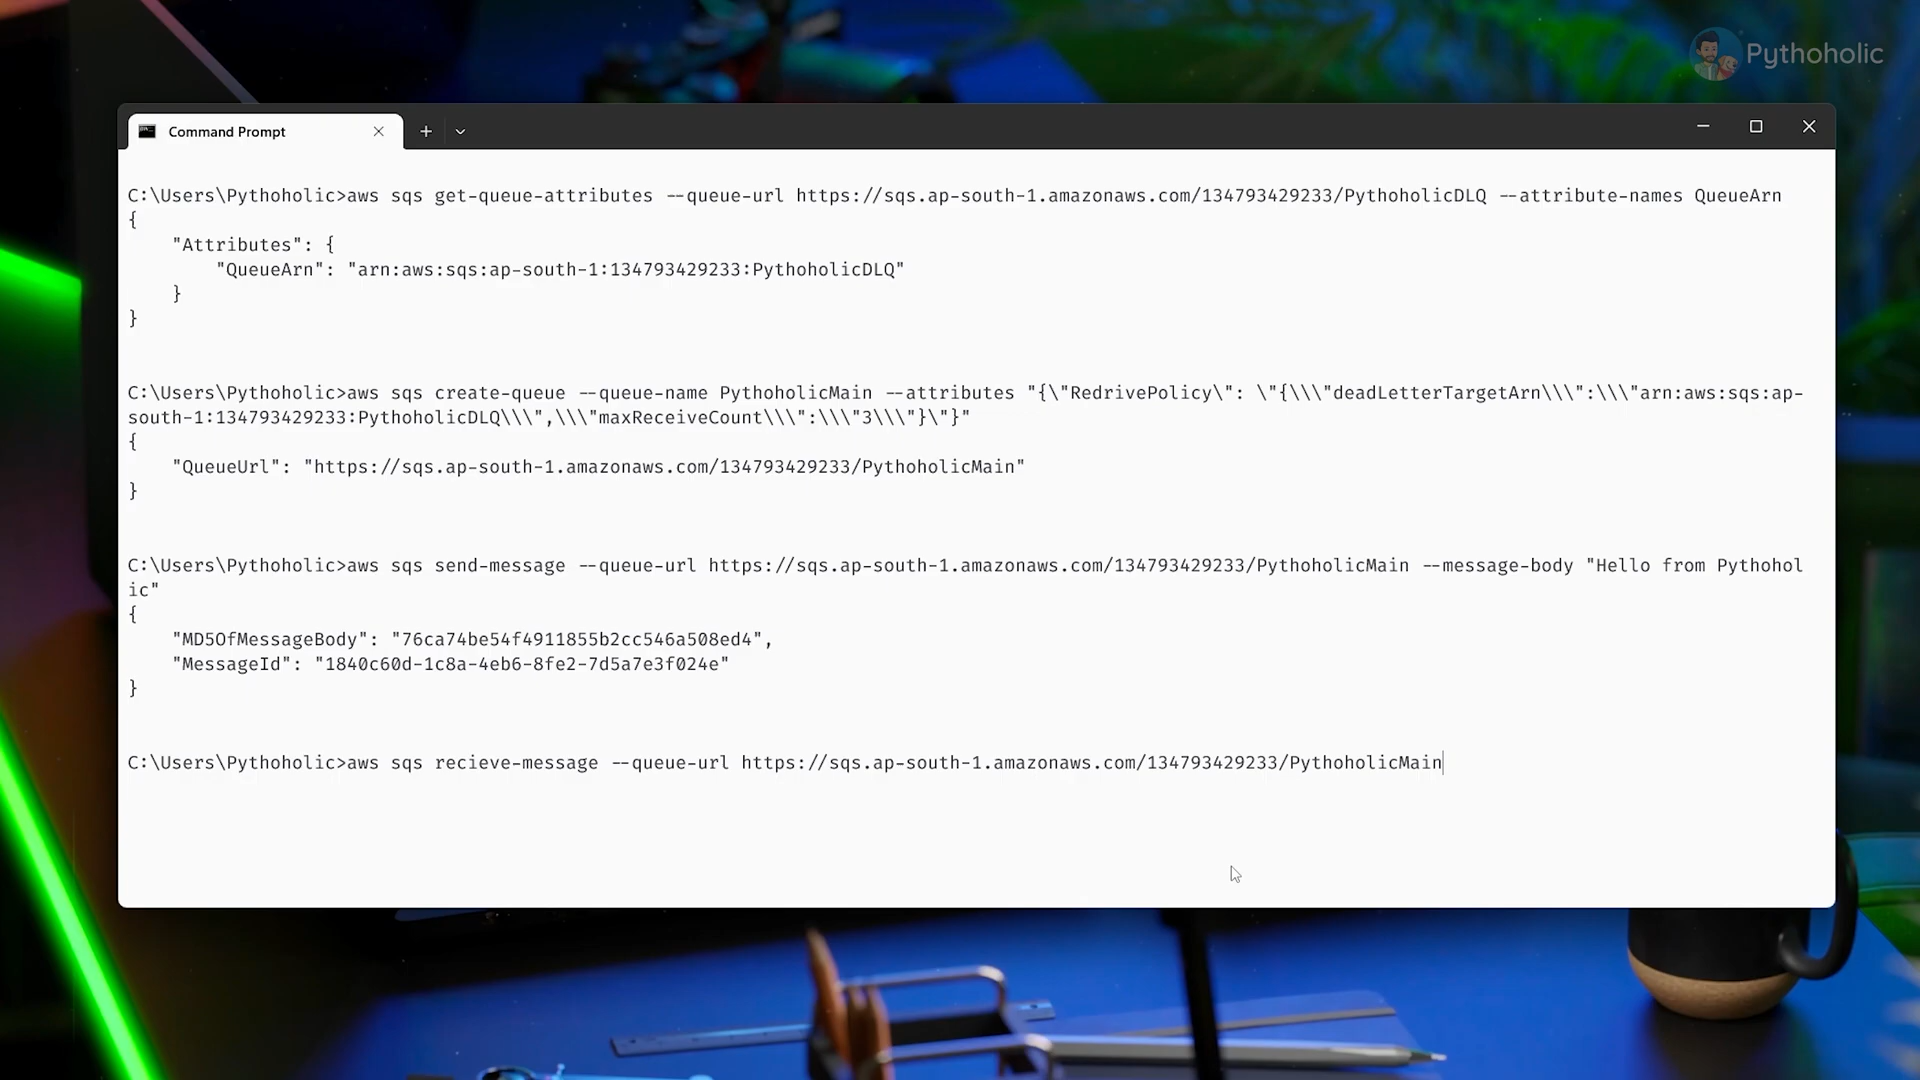 Pythoholic
Command Prompt
C:\Users\Pythoholic>aws sqs get-queue-attributes --queue-url https://sqs.ap-south-1.amazonaws.com/134793429233/PythoholicDLQ --attribute-names QueueArn
{
    "Attributes": {
        "QueueArn": "arn:aws:sqs:ap-south-1:134793429233:PythoholicDLQ"
    }
}
C:\Users\Pythoholic>aws sqs create-queue --queue-name PythoholicMain --attributes "{\"RedrivePolicy\": \"{\\\"deadLetterTargetArn\\\":\\\"arn:aws:sqs:ap-
south-1:134793429233:PythoholicDLQ\\\",\\\"maxReceiveCount\\\":\\\"3\\\"}\"}"
{
    "QueueUrl": "https://sqs.ap-south-1.amazonaws.com/134793429233/PythoholicMain"
}
C:\Users\Pythoholic>aws sqs send-message --queue-url https://sqs.ap-south-1.amazonaws.com/134793429233/PythoholicMain --message-body "Hello from Pythohol
ic"
{
    "MD5OfMessageBody": "76ca74be54f4911855b2cc546a508ed4",
    "MessageId": "1840c60d-1c8a-4eb6-8fe2-7d5a7e3f024e"
}
C:\Users\Pythoholic>aws sqs recieve-message --queue-url https://sqs.ap-south-1.amazonaws.com/134793429233/PythoholicMain